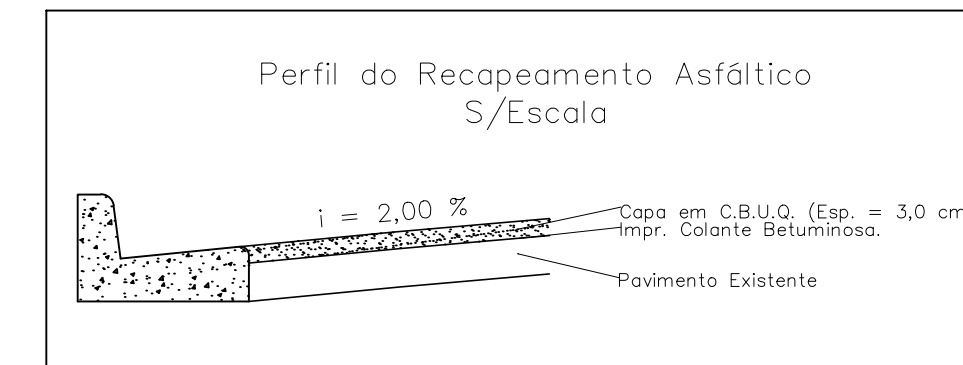 Perfil do Recapeamento Asfáltico
S/Escala
i = 2,00 %
Capa em C.B.U.Q. (Esp. = 3,0 cm
Impr. Colante Betuminosa.
Pavimento Existente